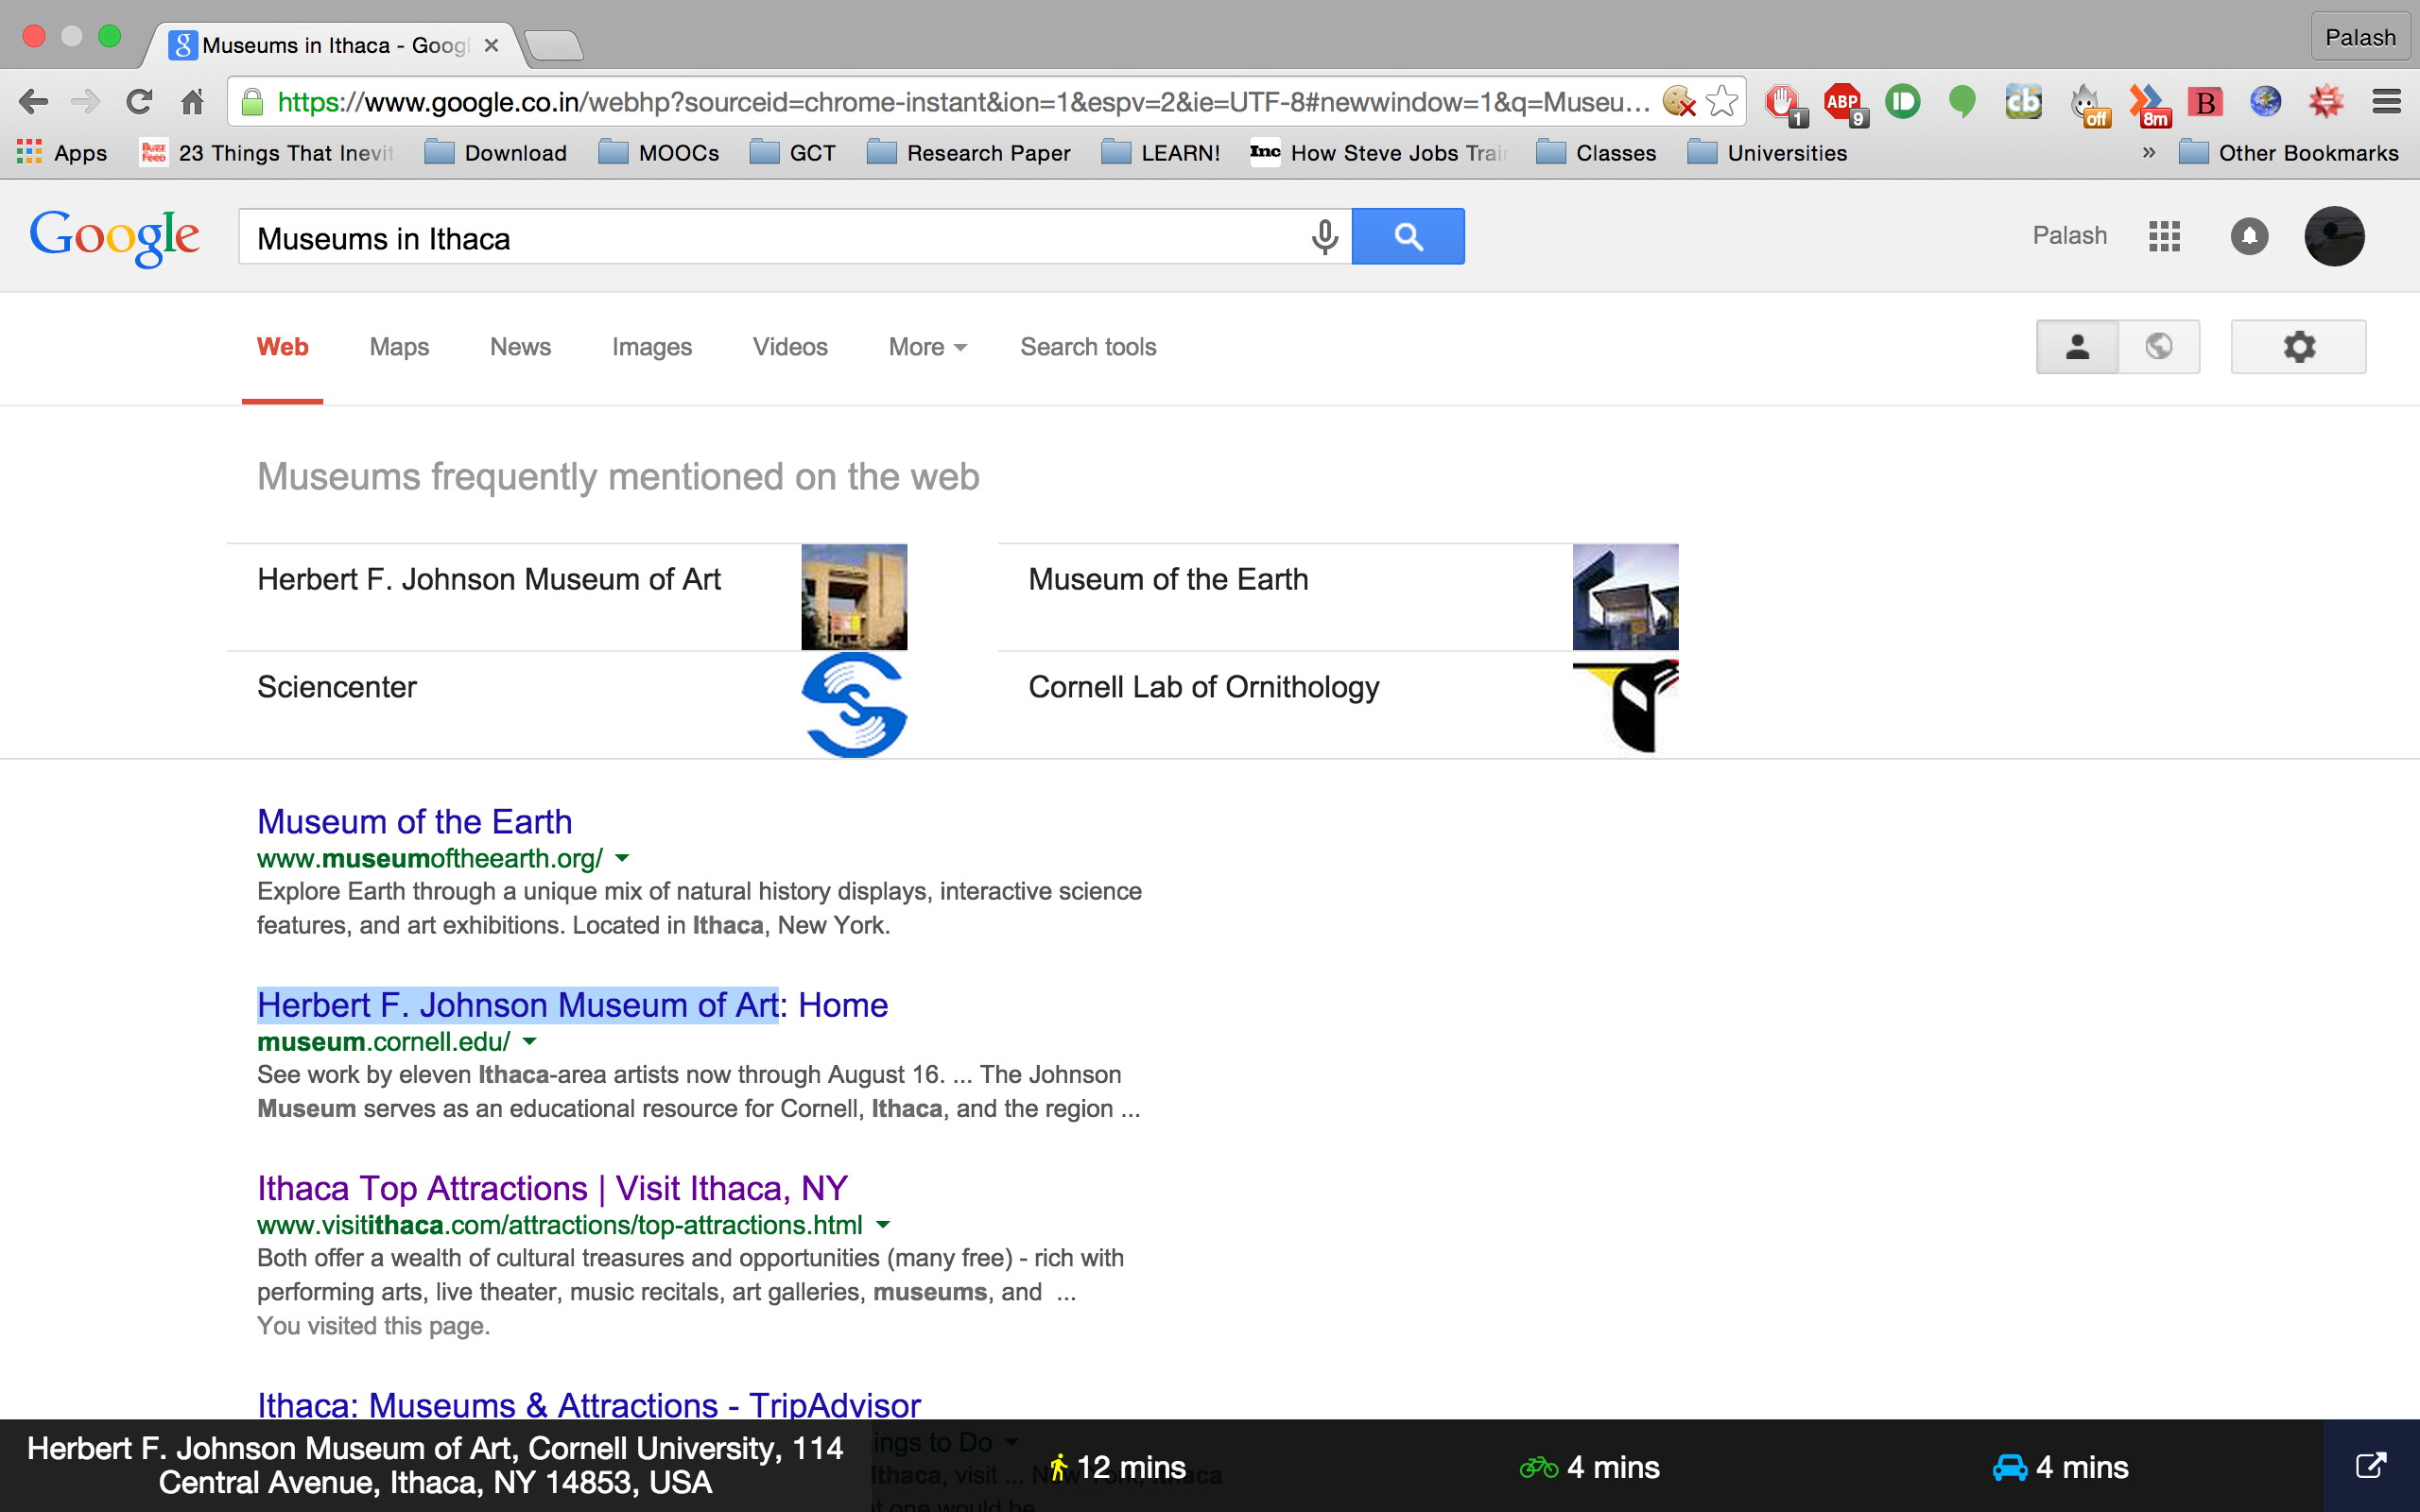 Museums in Ithaca - Goog
Palash
https://www.google.co.in/webhp?sourceid=chrome-instant&ion=1&espv=2&ie=UTF-8#newwindow=1&q=Museu...
1
ABP
9
cb
off
8m
B
Apps
Buzz
Feed
23 Things That Inevit
Download
MOOCs
GCT
Research Paper
LEARN!
Inc
How Steve Jobs Trai
Classes
Universities
»
Other Bookmarks
Google
Museums in Ithaca
Palash
Web
Maps
News
Images
Videos
More
Search tools
Museums frequently mentioned on the web
Herbert F. Johnson Museum of Art
Museum of the Earth
Sciencenter
Cornell Lab of Ornithology
Museum of the Earth
www.museumoftheearth.org/
Explore Earth through a unique mix of natural history displays, interactive science
features, and art exhibitions. Located in Ithaca, New York.
Herbert F. Johnson Museum of Art: Home
museum.cornell.edu/
See work by eleven Ithaca-area artists now through August 16. ... The Johnson
Museum serves as an educational resource for Cornell, Ithaca, and the region ...
Ithaca Top Attractions | Visit Ithaca, NY
www.visitithaca.com/attractions/top-attractions.html
Both offer a wealth of cultural treasures and opportunities (many free) - rich with
performing arts, live theater, music recitals, art galleries, museums, and ...
You visited this page.
Ithaca: Museums & Attractions - TripAdvisor
ings to Do
Ithaca, visit ... New York, Ithaca
t one would be
Herbert F. Johnson Museum of Art, Cornell University, 114
Central Avenue, Ithaca, NY 14853, USA
12 mins
4 mins
4 mins